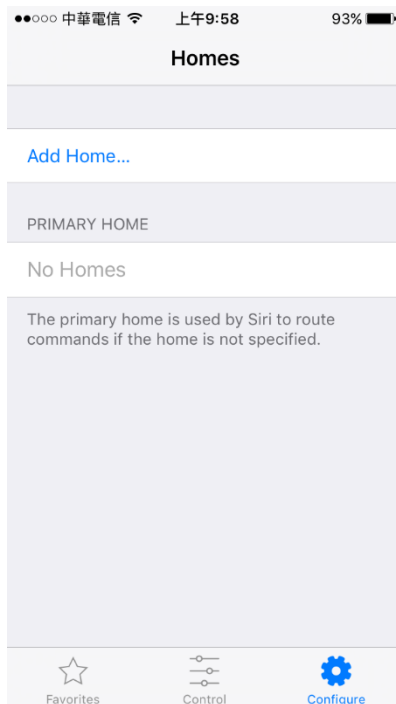 中華電信 上午9:58 93%
Homes
Add Home...
PRIMARY HOME
No Homes
The primary home is used by Siri to route
commands if the home is not specified.
Favorites Control Configure